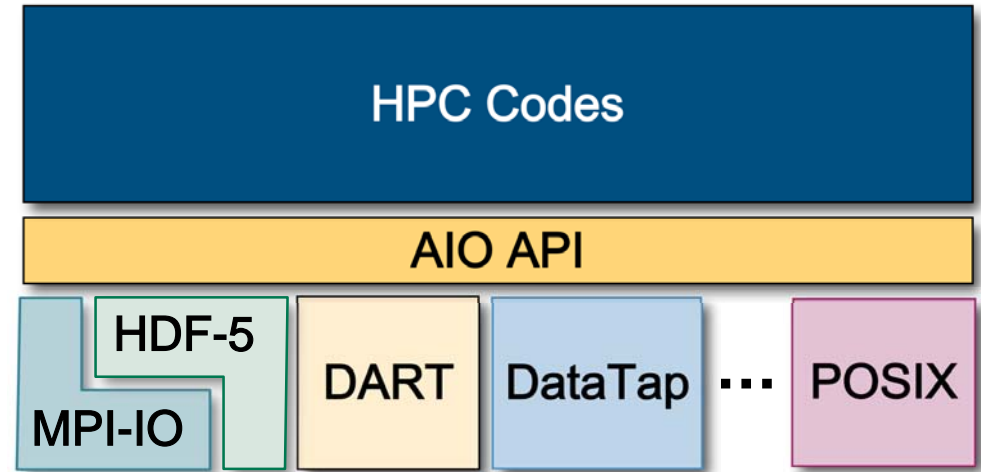 HPC Codes
AIO API
HDF-5
MPI-IO
DART
DataTap
...
POSIX